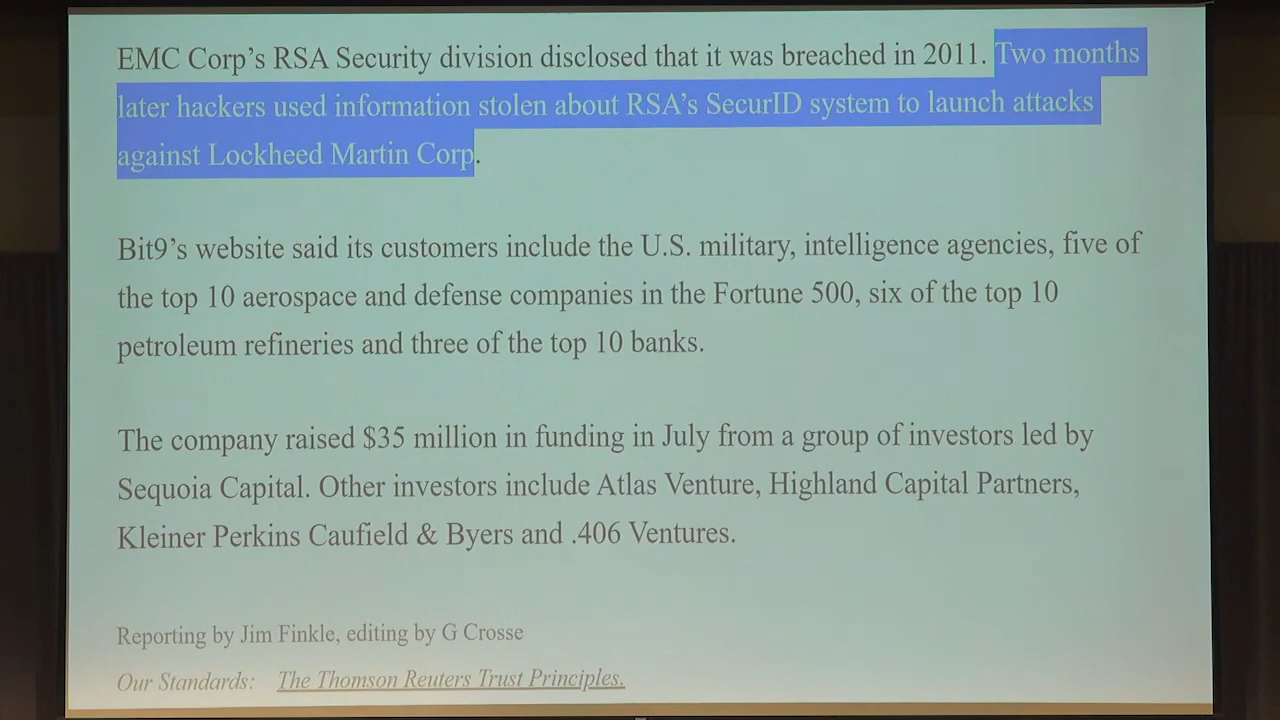 EMC Corp’s RSA Security division disclosed that it was breached in 2011. Two months
later hackers used information stolen about RSA’s SecurID system to launch attacks
against Lockheed Martin Corp.
Bit9’s website said its customers include the U.S. military, intelligence agencies, five of
the top 10 aerospace and defense companies in the Fortune 500, six of the top 10
petroleum refineries and three of the top 10 banks.
The company raised $35 million in funding in July from a group of investors led by
Sequoia Capital. Other investors include Atlas Venture, Highland Capital Partners,
Kleiner Perkins Caufield & Byers and .406 Ventures.
Reporting by Jim Finkle, editing by G Crosse
Our Standards: The Thomson Reuters Trust Principles.